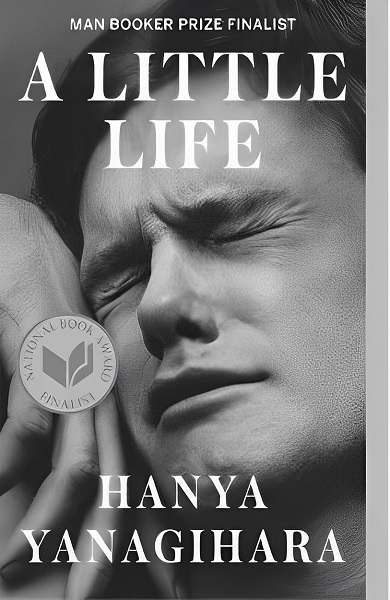 MAN BOOKER PRIZE FINALIST
A LITTLE
LIFE
NATIONAL BOOK AWARD
FINALIST
HANYA
YANAGIHARA